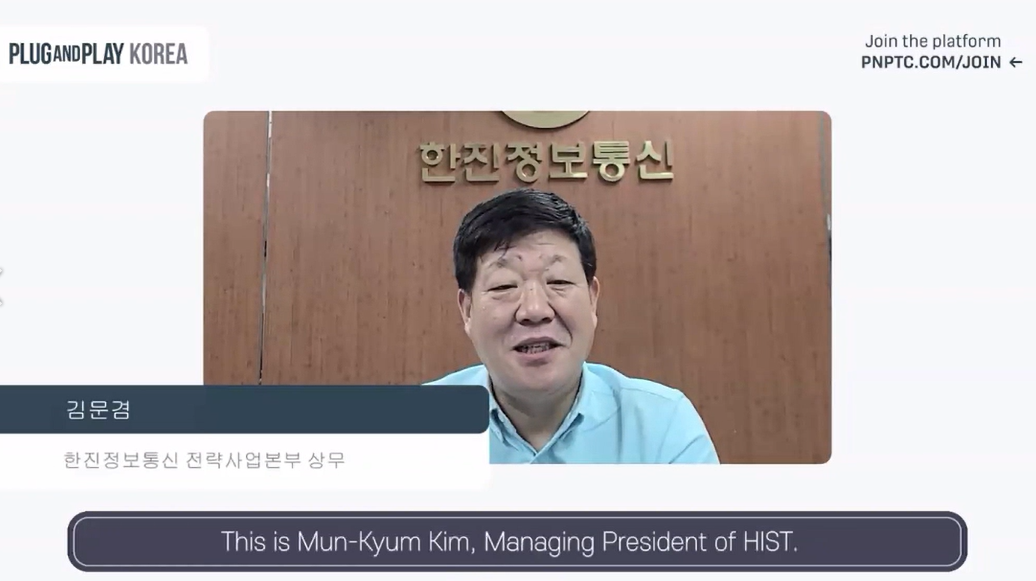 PLUGANDPLAY KOREA
Join the platform
PNPTC.COM/JOIN ←
한진정보통신
김문겸
한진정보통신 전략사업본부 상무
This is Mun-Kyum Kim, Managing President of HIST.